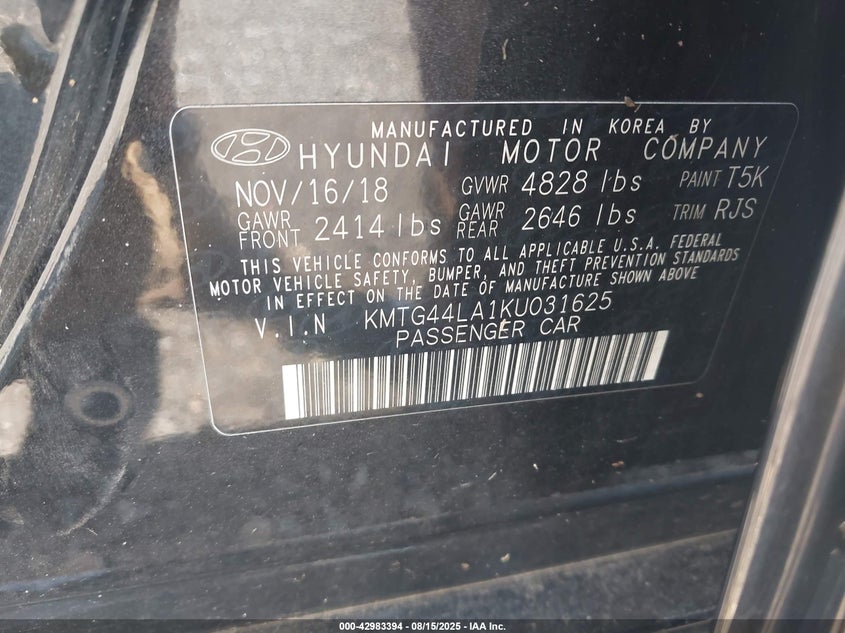 MANUFACTURED IN KOREA BY
HYUNDAI MOTOR COMPANY
NOV/16/18 GVWR 4828 lbs PAINT T5K
GAWR FRONT 2414 lbs GAWR REAR 2646 lbs TRIM RJS
THIS VEHICLE CONFORMS TO ALL APPLICABLE U.S.A. FEDERAL
MOTOR VEHICLE SAFETY, BUMPER, AND THEFT PREVENTION STANDARDS
IN EFFECT ON THE DATE OF MANUFACTURE SHOWN ABOVE
V.I.N KMTG44LA1KU031625
PASSENGER CAR
000-42983394 - 08/15/2025 - IAA Inc.